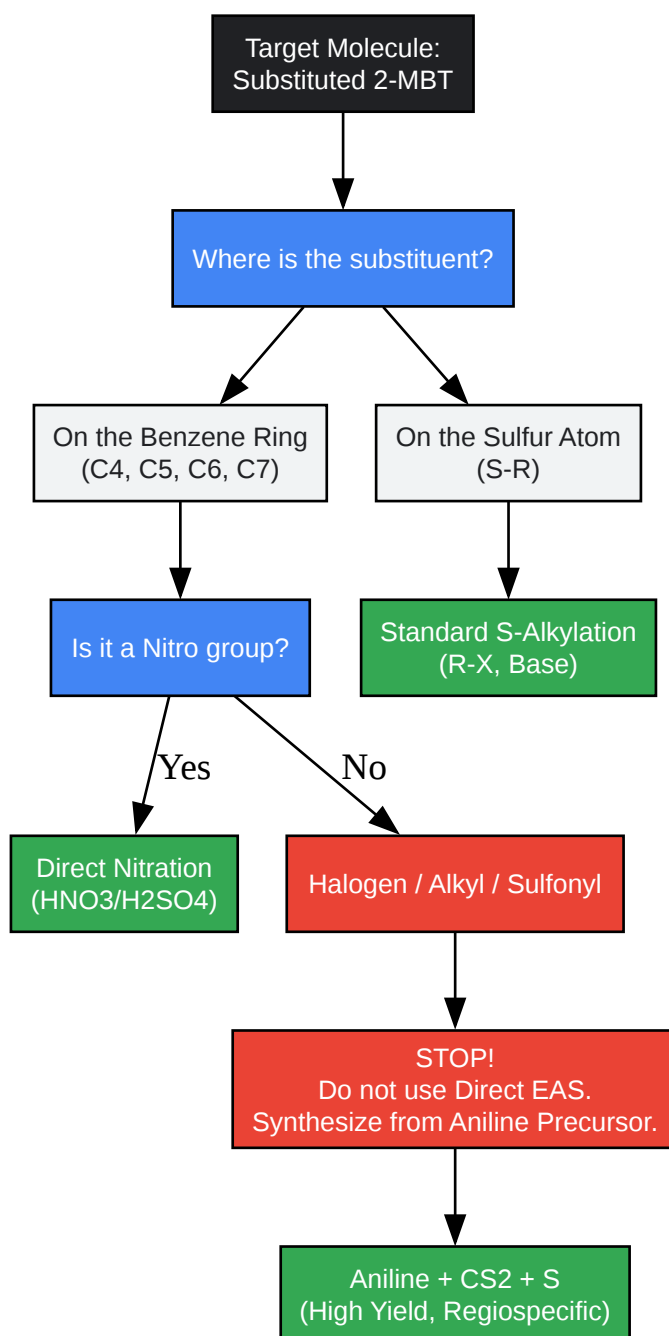 Target Molecule:
Substituted 2-MBT
Where is the substituent?
On the Benzene Ring
(C4, C5, C6, C7)
On the Sulfur Atom
(S-R)
Is it a Nitro group?
Standard S-Alkylation
(R-X, Base)
Yes
No
Direct Nitration
(HNO3/H2SO4)
Halogen / Alkyl / Sulfonyl
STOP!
Do not use Direct EAS.
Synthesize from Aniline Precursor.
Aniline + CS2 + S
(High Yield, Regiospecific)